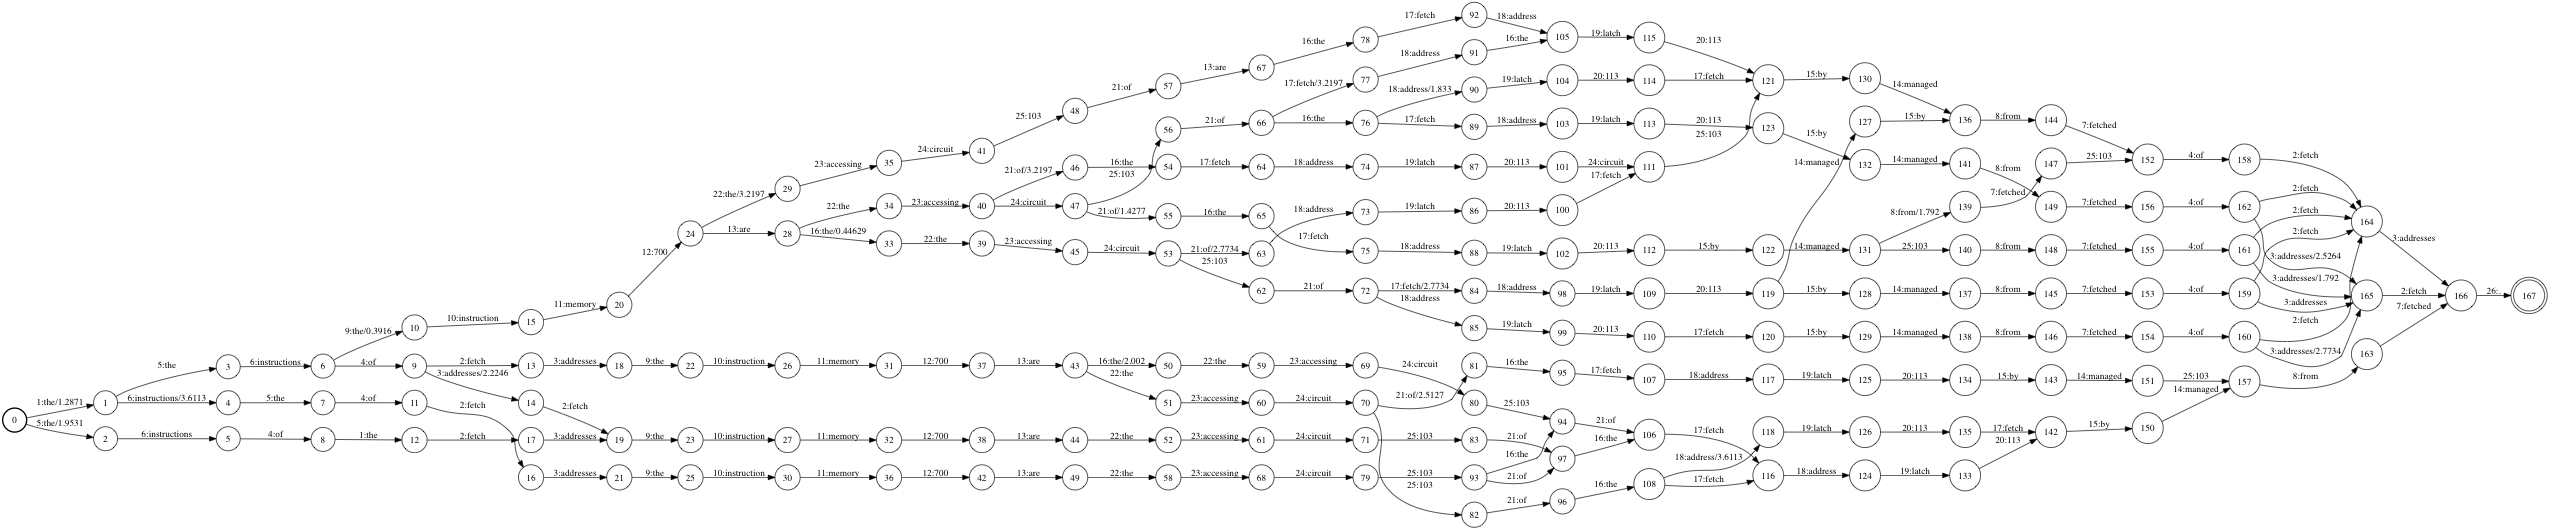 17:fetch 92 18:address
16:the 78 105 19:latch 115 20:113
13:are 67 91 16:the
21:of 57 17:fetch/3.2197 77 18:address
25:103 48 18:address/1.833 90 19:latch 104 20:113 114 17:fetch 121 15:by 130 14:managed
24:circuit 41 56 21:of 66 16:the 76 17:fetch 89 18:address 103 19:latch 113 20:113 123 127 15:by 136 8:from 144 7:fetched
23:accessing 35 21:of/3.2197 46 16:the 54 17:fetch 64 18:address 74 19:latch 87 20:113 101 24:circuit 111 25:103 15:by 132 14:managed 141 147 25:103 152 4:of 158 2:fetch
22:the/3.2197 29 25:103 17:fetch 14:managed 8:from
22:the 34 23:accessing 40 24:circuit 47 21:of/1.4277 55 16:the 65 18:address 73 19:latch 86 20:113 100 8:from/1.792 139 7:fetched 149 7:fetched 156 4:of 162 2:fetch 164
12:700 24 13:are 28 16:the/0.44629 33 22:the 39 23:accessing 45 24:circuit 53 21:of/2.7734 63 17:fetch 75 18:address 88 19:latch 102 20:113 112 15:by 122 14:managed 131 25:103 140 8:from 148 7:fetched 155 4:of 161 2:fetch 2:fetch 3:addresses/2.5264 3:addresses
25:103 62 21:of 72 17:fetch/2.7734 84 18:address 98 19:latch 109 20:113 119 15:by 128 14:managed 137 8:from 145 7:fetched 153 4:of 159 3:addresses/1.792 3:addresses 165 2:fetch 166 26:. 167
9:the/0.3916 10 10:instruction 15 11:memory 20 18:address 85 19:latch 99 20:113 110 17:fetch 120 15:by 129 14:managed 138 8:from 146 7:fetched 154 4:of 160 2:fetch 3:addresses/2.7734 163 7:fetched
5:the 3 6:instructions 6 4:of 9 2:fetch 13 3:addresses 18 9:the 22 10:instruction 26 11:memory 31 12:700 37 13:are 43 16:the/2.002 50 22:the 59 23:accessing 69 24:circuit 81 16:the 95 17:fetch 107 18:address 117 19:latch 125 20:113 134 15:by 143 14:managed 151 25:103 157 8:from
0 1:the/1.2871 1 6:instructions/3.6113 4 5:the 7 4:of 11 3:addresses/2.2246 14 2:fetch 22:the 51 23:accessing 60 24:circuit 70 21:of/2.5127 80 25:103 94 21:of
5:the/1.9531 2 6:instructions 5 4:of 8 1:the 12 2:fetch 17 3:addresses 19 9:the 23 10:instruction 27 11:memory 32 12:700 38 13:are 44 22:the 52 23:accessing 61 24:circuit 71 25:103 83 21:of 97 16:the 106 17:fetch 118 19:latch 126 20:113 135 17:fetch 142 15:by 150 14:managed
2:fetch 16 3:addresses 21 9:the 25 10:instruction 30 11:memory 36 12:700 42 13:are 49 22:the 58 23:accessing 68 24:circuit 79 25:103 93 16:the 21:of 18:address/3.6113 116 18:address 124 19:latch 133 20:113
25:103 82 21:of 96 16:the 108 17:fetch